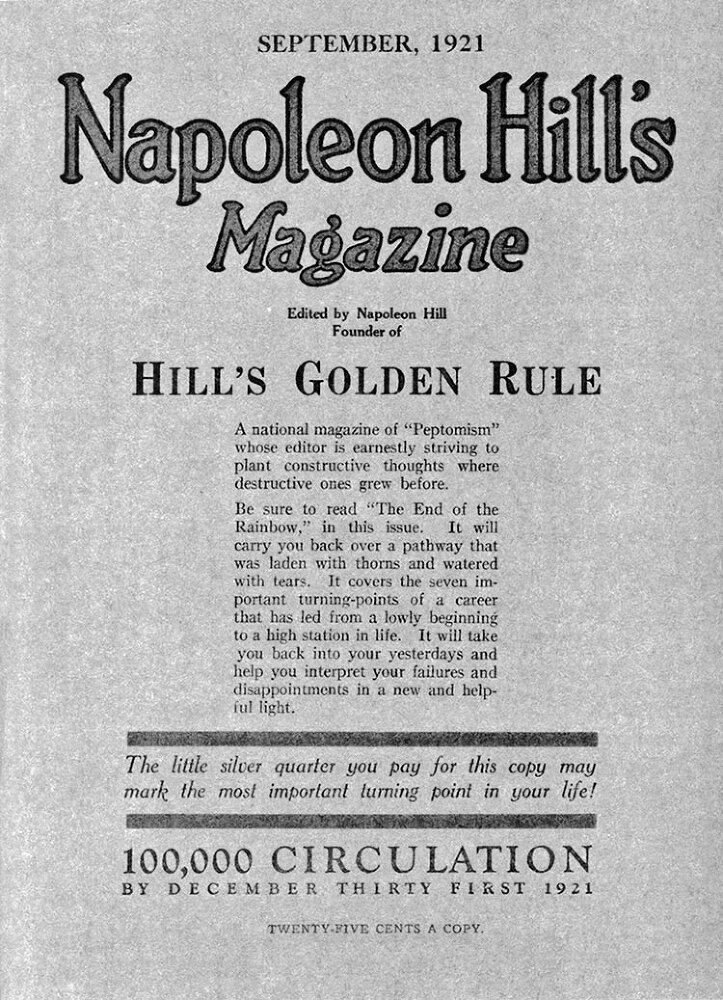 SEPTEMBER, 1921
Napoleon Hill's
Magazine
Edited by Napoleon Hill
Founder of
HILL'S GOLDEN RULE
A national magazine of "Peptomism"
whose editor is earnestly striving to
plant constructive thoughts where
destructive ones grew before.
Be sure to read "The End of the
Rainbow," in this issue. It will
carry you back over a pathway that
was laden with thorns and watered
with tears. It covers the seven im-
portant turning-points of a career
that has led from a lowly beginning
to a high station in life. It will take
you back into your yesterdays and
help you interpret your failures and
disappointments in a new and help-
ful light.
The little silver quarter you pay for this copy may
mark the most important turning point in your life!
100,000 CIRCULATION
BY DECEMBER THIRTY FIRST 1921
TWENTY-FIVE CENTS A COPY.